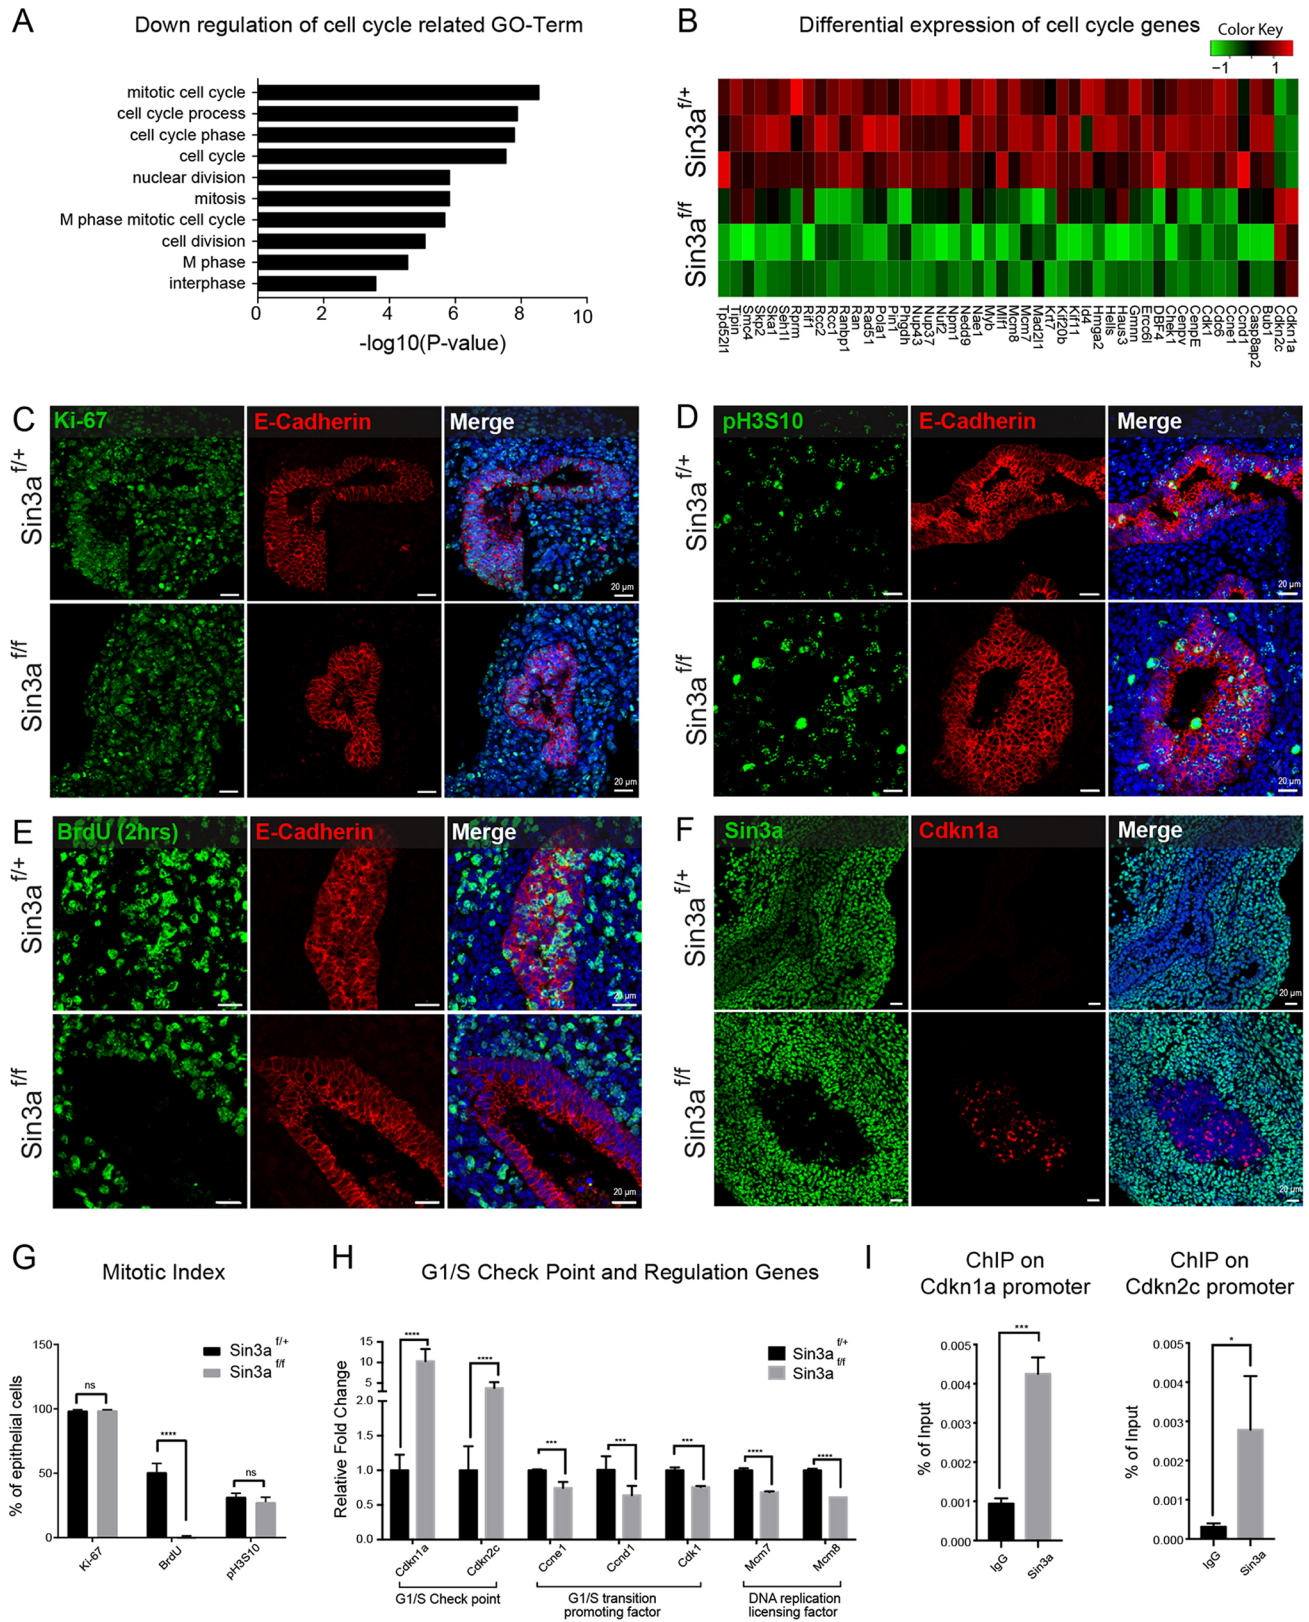 A
Down regulation of cell cycle related GO-Term
mitotic cell cycle
cell cycle process
cell cycle phase
cell cycle
nuclear division
mitosis
M phase mitotic cell cycle
cell division
M phase
interphase
0 2 4 6 8 10
-log10(P-value)
B
Differential expression of cell cycle genes
Color Key
−1 1
Sin3a f/+
Sin3a f/f
Tpd52l1
Tipin
Smc4
Skp2
Ska1
Seh1l
Rprm
Rif1
Rcc2
Rcc1
Ranbp1
Ran
Rad51
Pola1
Pin1
Phgdh
Nup43
Nup37
Nuf2
Npm1
Nedd9
Nae1
Myb
Mlf1
Mcm8
Mcm7
Mad2l1
Krt7
Kif20b
Kif11
Id4
Hmga2
Hells
Haus3
Gmnn
Ercc6l
DBF4
Chek1
Cenpv
CenpE
Cdk1
Cdc6
Ccne1
Ccnd1
Casp8ap2
Bub1
Cdkn2c
Cdkn1a
C
Ki-67 E-Cadherin Merge
Sin3a f/+
20 µm
Sin3a f/f
20 µm
D
pH3S10 E-Cadherin Merge
Sin3a f/+
20 µm
Sin3a f/f
20 µm
E
BrdU (2hrs) E-Cadherin Merge
Sin3a f/+
20 µm
Sin3a f/f
20 µm
F
Sin3a Cdkn1a Merge
Sin3a f/+
20 µm
Sin3a f/f
20 µm
G
Mitotic Index
Sin3a f/+
Sin3a f/f
% of epithelial cells
150
100
50
0
ns
****
ns
Ki-67 BrdU pH3S10
H
G1/S Check Point and Regulation Genes
Sin3a f/+
Sin3a f/f
Relative Fold Change
15
10
5
2.0
1.5
1.0
0.5
0.0
**** **** *** *** *** **** ****
Cdkn1a Cdkn2c Ccne1 Ccnd1 Cdk1 Mcm7 Mcm8
G1/S Check point
G1/S transition
promoting factor
DNA replication
licensing factor
I
ChIP on
Cdkn1a promoter
***
% of Input
0.005
0.004
0.003
0.002
0.001
0.000
IgG Sin3a
ChIP on
Cdkn2c promoter
*
% of Input
0.005
0.004
0.003
0.002
0.001
0.000
IgG Sin3a